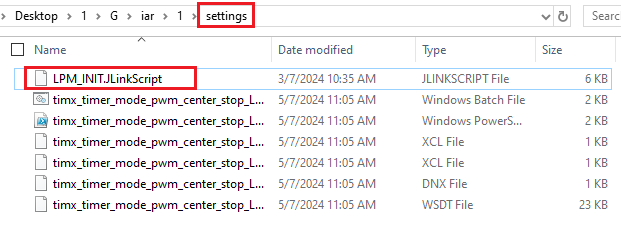 Desktop > 1 > G > iar > 1 > settings Search
Name Date modified Type Size
LPM_INIT.JLinkScript 3/7/2024 10:35 AM JLINKSCRIPT File 6 KB
timx_timer_mode_pwm_center_stop_L... 5/7/2024 11:05 AM Windows Batch File 2 KB
timx_timer_mode_pwm_center_stop_L... 5/7/2024 11:05 AM Windows PowerS... 2 KB
timx_timer_mode_pwm_center_stop_L... 5/7/2024 11:05 AM XCL File 1 KB
timx_timer_mode_pwm_center_stop_L... 5/7/2024 11:05 AM XCL File 1 KB
timx_timer_mode_pwm_center_stop_L... 5/7/2024 11:05 AM DNX File 1 KB
timx_timer_mode_pwm_center_stop_L... 5/7/2024 11:05 AM WSDT File 23 KB